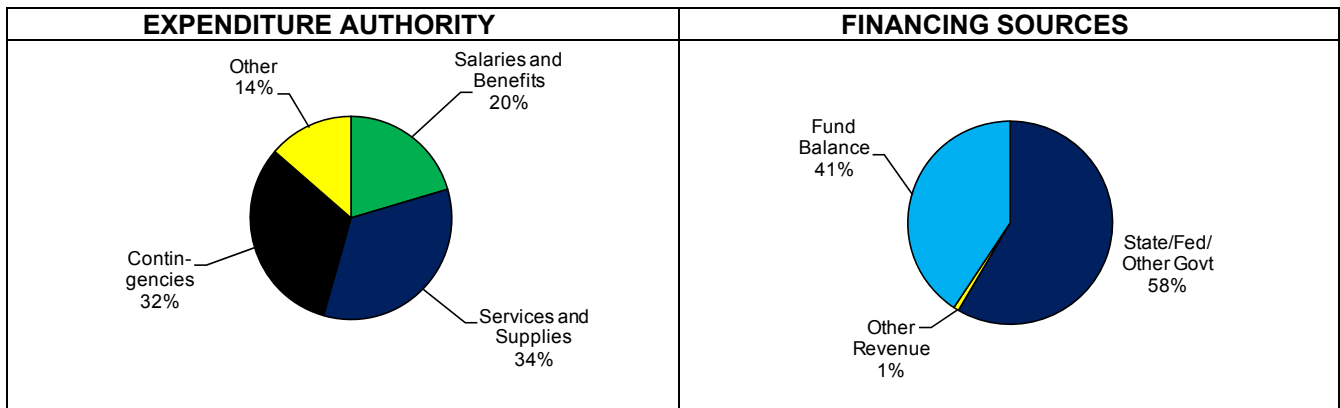 EXPENDITURE AUTHORITY
Other
14%
Salaries and
Benefits
20%
Contin-
gencies
32%
Services and
Supplies
34%
FINANCING SOURCES
Fund
Balance
41%
State/Fed/
Other Govt
58%
Other
Revenue
1%